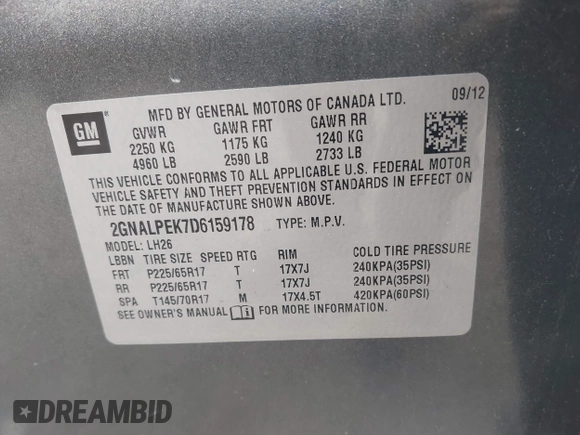 MFD BY GENERAL MOTORS OF CANADA LTD. 09/12
GM ®
GVWR GAWR FRT GAWR RR
2250 KG 1175 KG 1240 KG
4960 LB 2590 LB 2733 LB
THIS VEHICLE CONFORMS TO ALL APPLICABLE U.S. FEDERAL MOTOR
VEHICLE SAFETY AND THEFT PREVENTION STANDARDS IN EFFECT ON
THE DATE OF MANUFACTURE SHOWN ABOVE.
2GNALPEK7D6159178 TYPE: M.P.V.
MODEL: LH26
LBBN TIRE SIZE SPEED RTG RIM COLD TIRE PRESSURE
FRT P225/65R17 T 17X7J 240KPA(35PSI)
RR P225/65R17 T 17X7J 240KPA(35PSI)
SPA T145/70R17 M 17X4.5T 420KPA(60PSI)
SEE OWNER'S MANUAL i FOR MORE INFORMATION.
DREAMBID